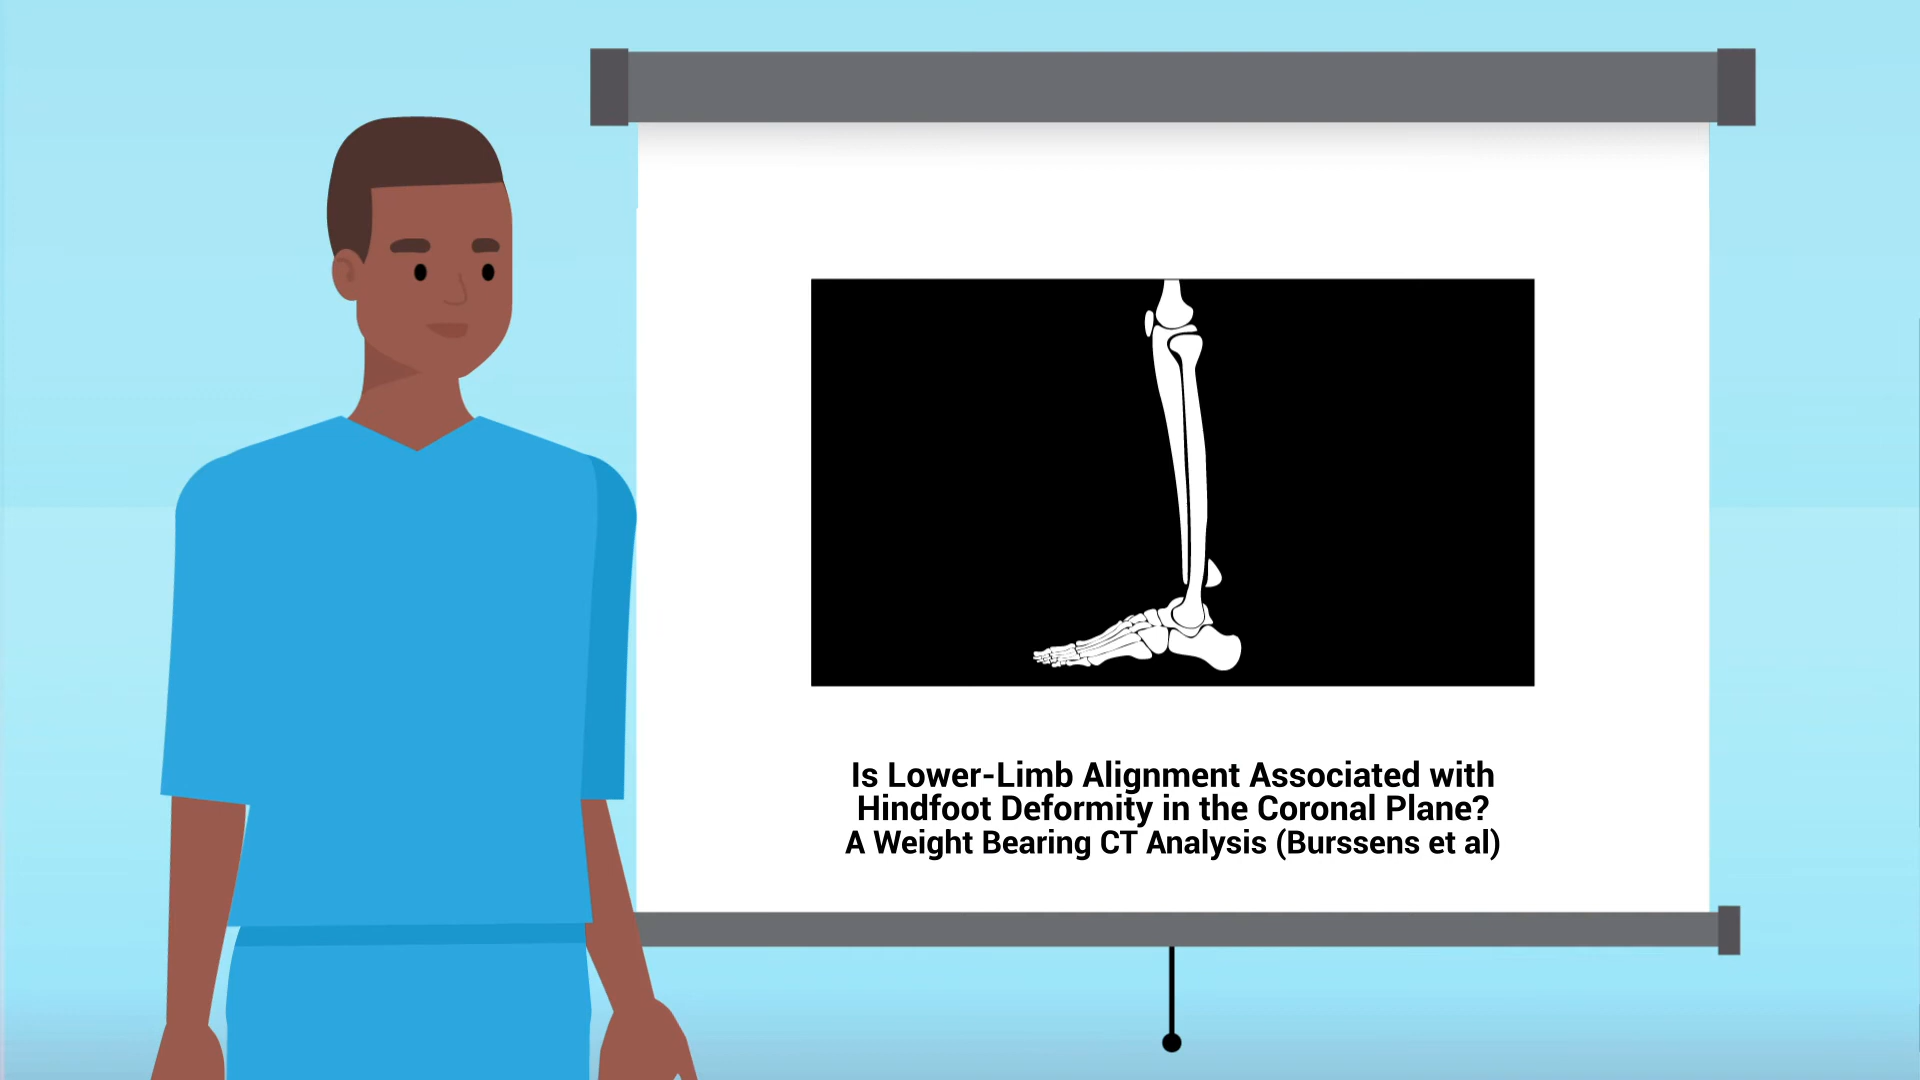 Is Lower-Limb Alignment Associated with
Hindfoot Deformity in the Coronal Plane?
A Weight Bearing CT Analysis (Burssens et al)